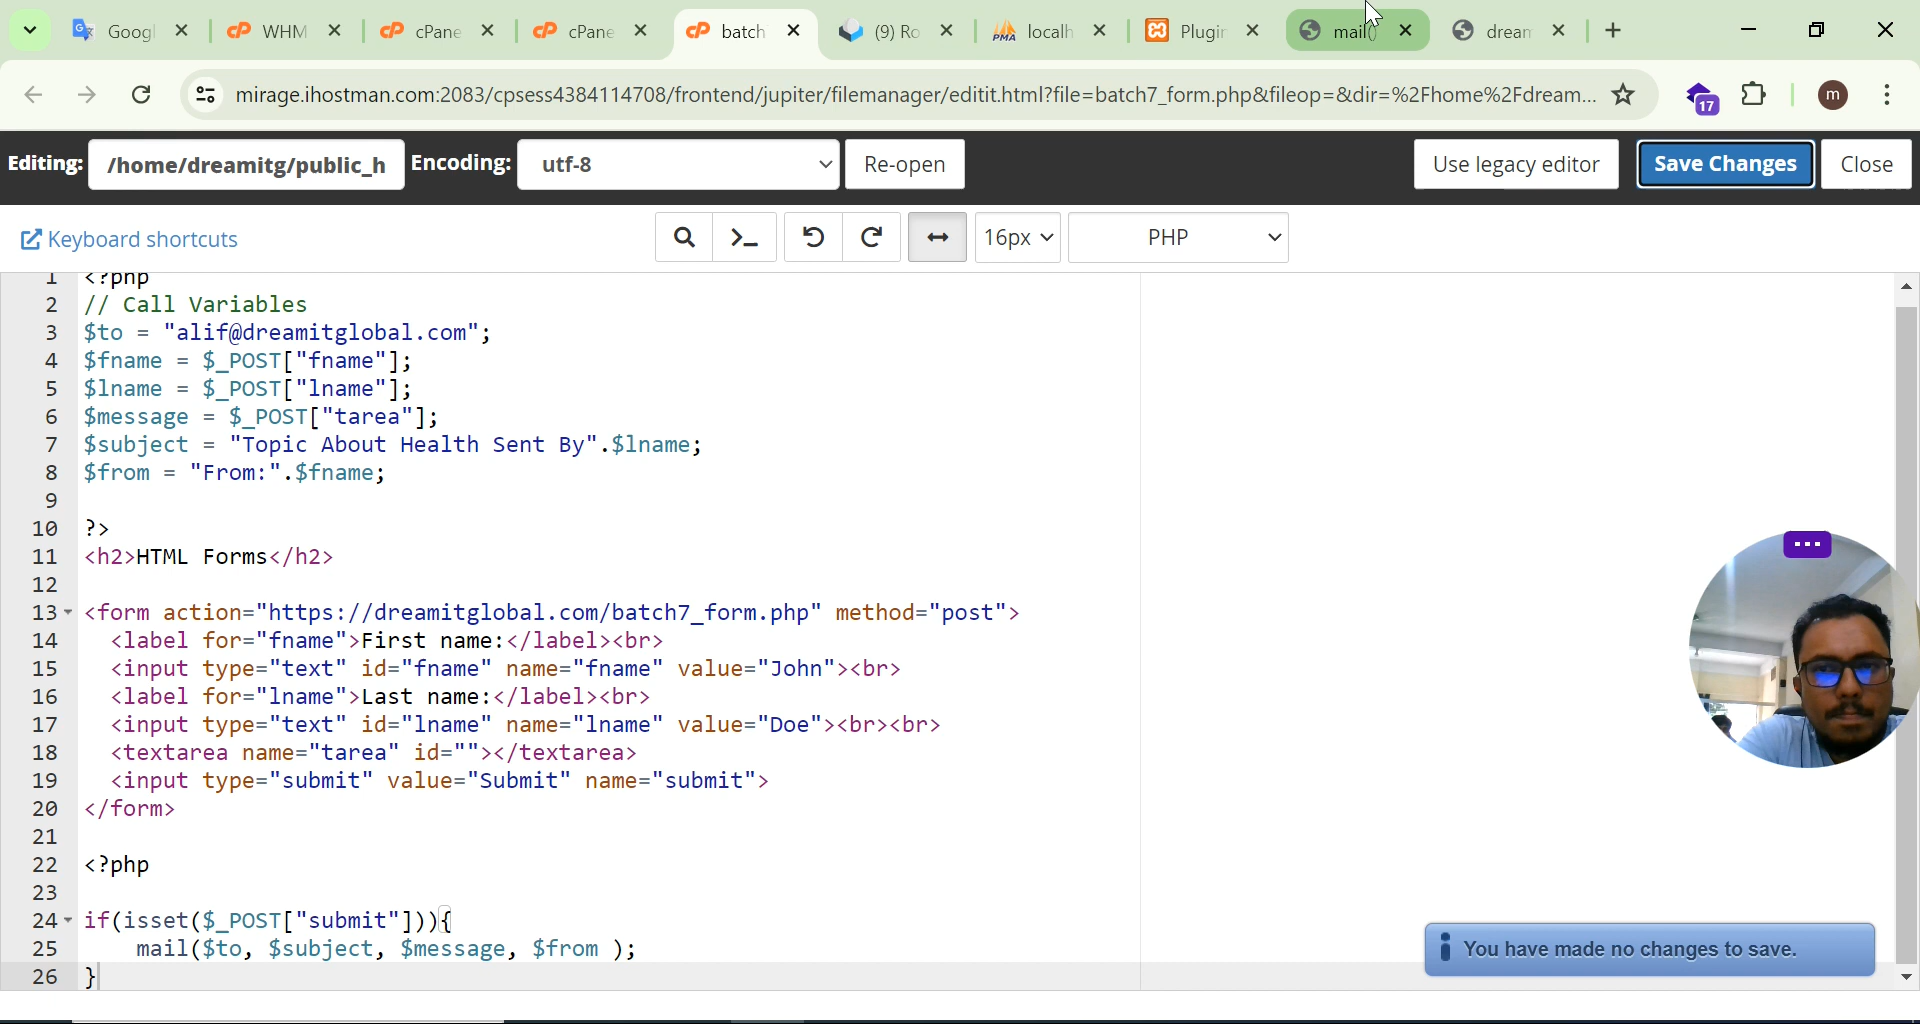 Googl
WHM
cPane
cPane
batch
(9) Ro
localh
Plugin
mail()
dream
mirage.ihostman.com:2083/cpsess4384114708/frontend/jupiter/filemanager/editit.html?file=batch7_form.php&fileop=&dir=%2Fhome%2Fdream...
17
m
Editing: /home/dreamitg/public_h Encoding: utf-8 Re-open Use legacy editor Save Changes Close
Keyboard shortcuts 16px PHP
1 <?php
2 // Call Variables
3 $to = "alif@dreamitglobal.com";
4 $fname = $_POST["fname"];
5 $lname = $_POST["lname"];
6 $message = $_POST["tarea"];
7 $subject = "Topic About Health Sent By".$lname;
8 $from = "From:".$fname;
9
10 ?>
11 <h2>HTML Forms</h2>
12
13 <form action="https://dreamitglobal.com/batch7_form.php" method="post">
14 <label for="fname">First name:</label><br>
15 <input type="text" id="fname" name="fname" value="John"><br>
16 <label for="lname">Last name:</label><br>
17 <input type="text" id="lname" name="lname" value="Doe"><br><br>
18 <textarea name="tarea" id=""></textarea>
19 <input type="submit" value="Submit" name="submit">
20 </form>
21
22 <?php
23
24 if(isset($_POST["submit"])){
25 mail($to, $subject, $message, $from );
26 }
You have made no changes to save.